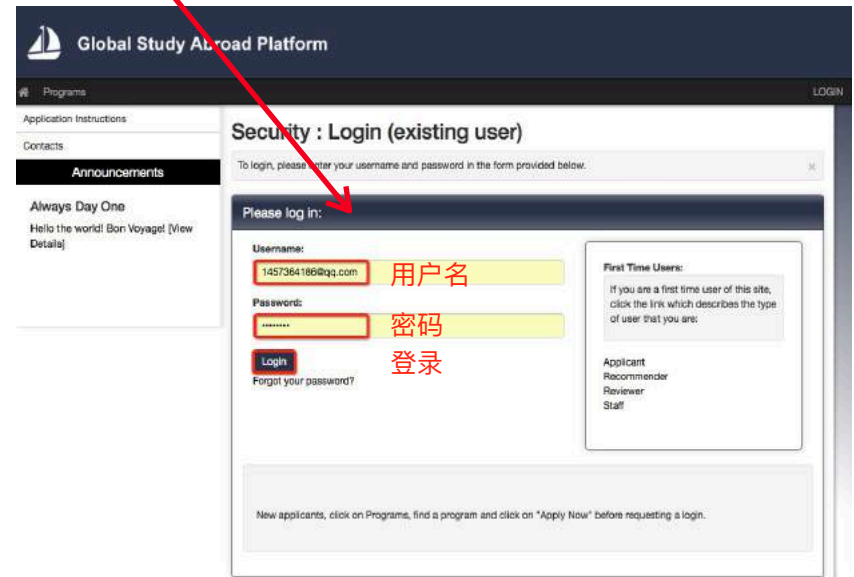 Global Study Abroad Platform
Programs
LOGIN
Application Instructions
Contacts
Announcements
Always Day One
Hello the world! Bon Voyage! [View
Details]
Security : Login (existing user)
To login, please enter your username and password in the form provided below.
Please log in:
Username:
1457364186@qq.com
用户名
Password:
········
密码
Login
登录
Forgot your password?
First Time Users:
If you are a first time user of this site,
click the link which describes the type
of user that you are:
Applicant
Recommender
Reviewer
Staff
New applicants, click on Programs, find a program and click on "Apply Now" before requesting a login.